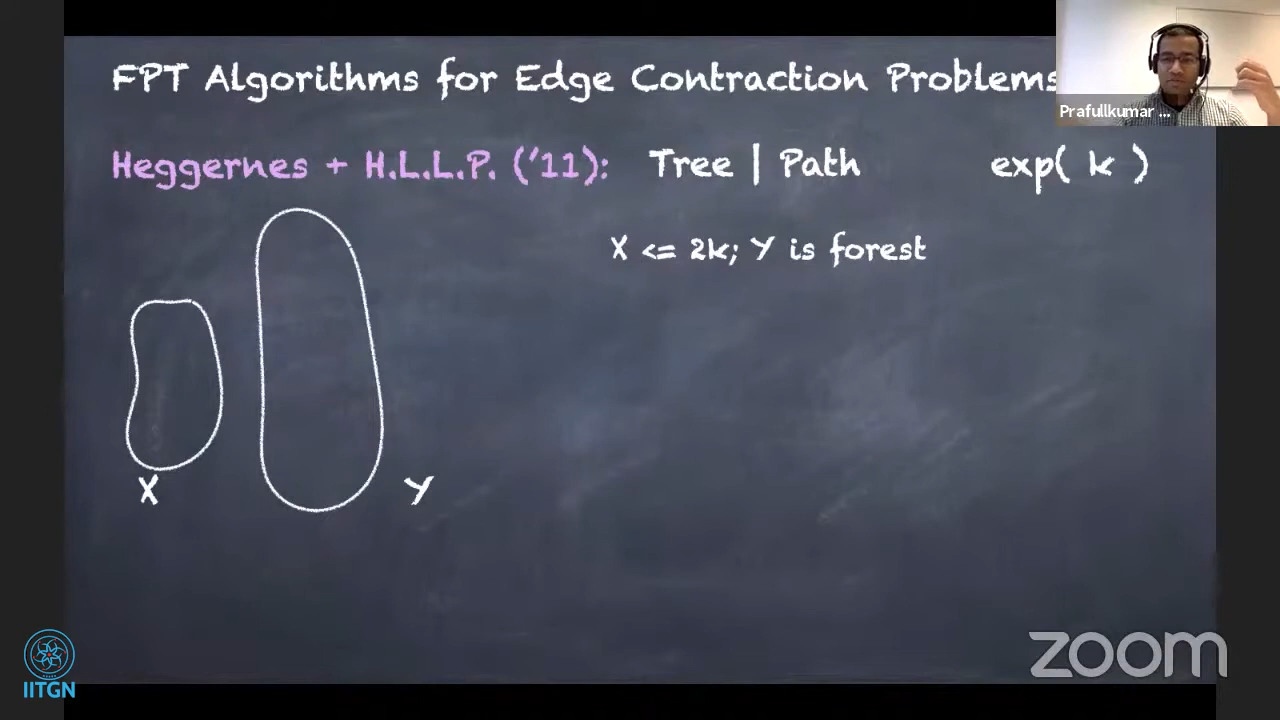 FPT Algorithms for Edge Contraction Problems
Prafullkumar ...
Heggernes + H.L.L.P. ('11): Tree | Path exp( k )
X <= 2k; Y is forest
X Y
IITGN
zoom